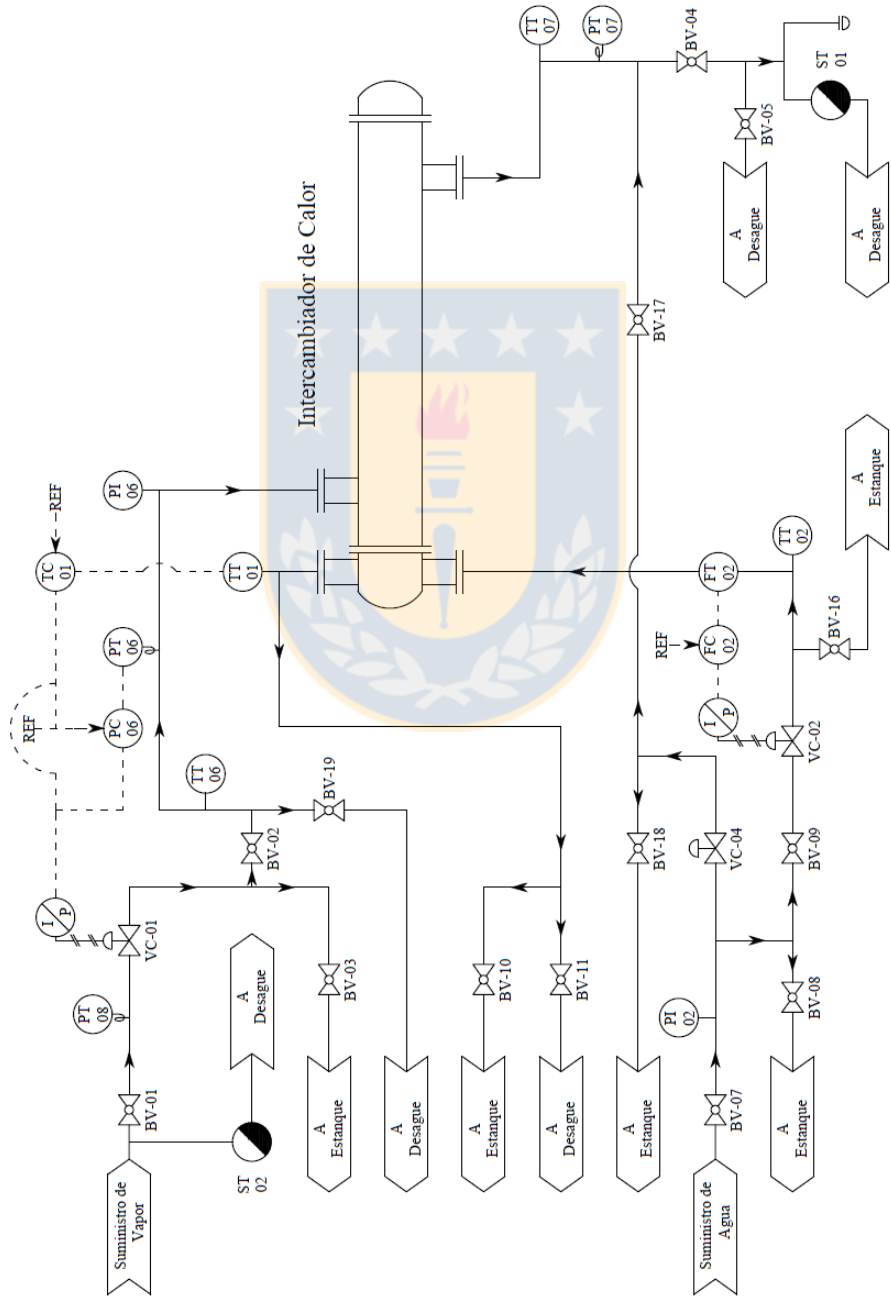 REF
TC
01
PI
06
REF
PC
06
PT
06
TT
01
I
P
VC-01
PT
08
BV-01
Suministro de
Vapor
ST
02
A
Desague
TT
06
BV-02
BV-19
BV-03
A
Estanque
A
Desague
Intercambiador de Calor
TT
07
PT
07
BV-04
BV-05
ST
01
A
Desague
A
Desague
BV-10
A
Estanque
BV-11
A
Desague
BV-17
BV-18
A
Estanque
VC-04
PI
02
BV-07
Suministro de
Agua
BV-08
A
Estanque
BV-09
VC-02
I
P
REF
FC
02
FT
02
TT
02
BV-16
A
Estanque